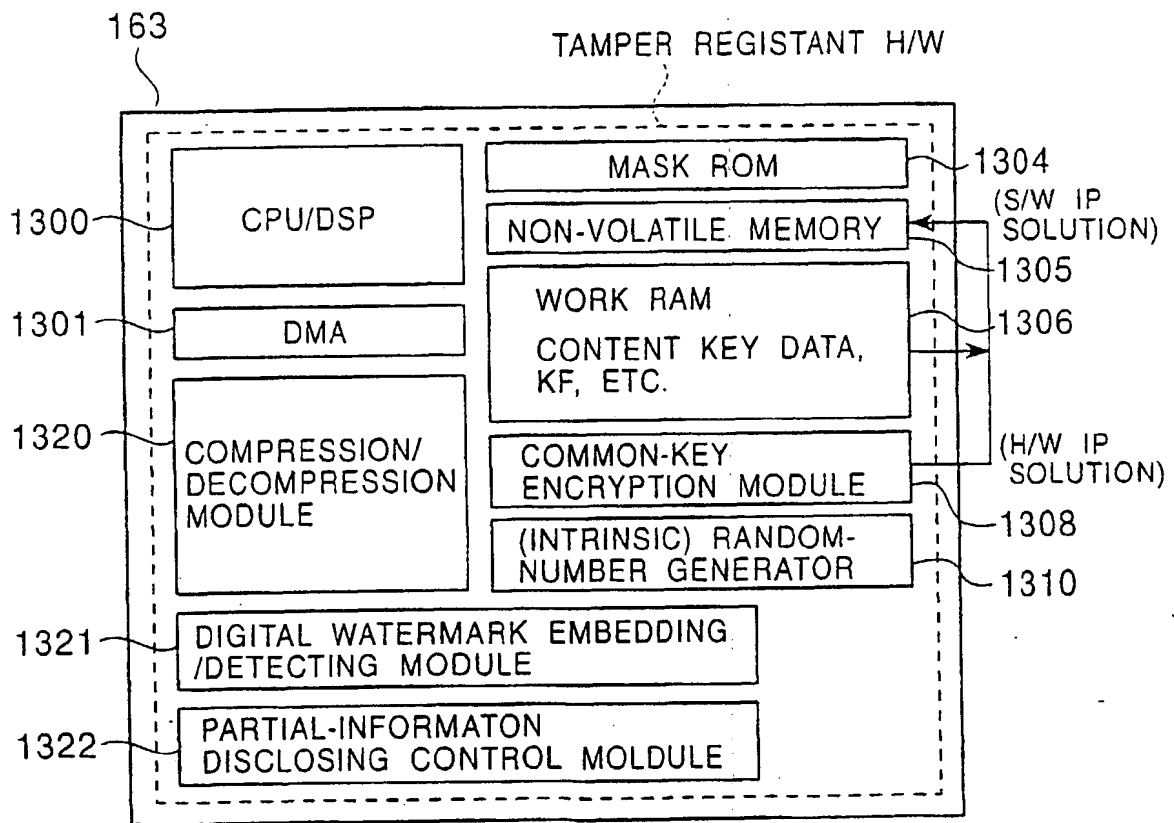 163
TAMPER REGISTANT H/W
1300
CPU/DSP
MASK ROM
1304
NON-VOLATILE MEMORY
(S/W IP
SOLUTION)
1305
1301
DMA
WORK RAM
CONTENT KEY DATA,
KF, ETC.
1306
1320
COMPRESSION/
DECOMPRESSION
MODULE
COMMON-KEY
ENCRYPTION MODULE
(H/W IP
SOLUTION)
1308
(INTRINSIC) RANDOM-
NUMBER GENERATOR
1310
1321
DIGITAL WATERMARK EMBEDDING
/DETECTING MODULE
1322
PARTIAL-INFORMATON
DISCLOSING CONTROL MOLDULE